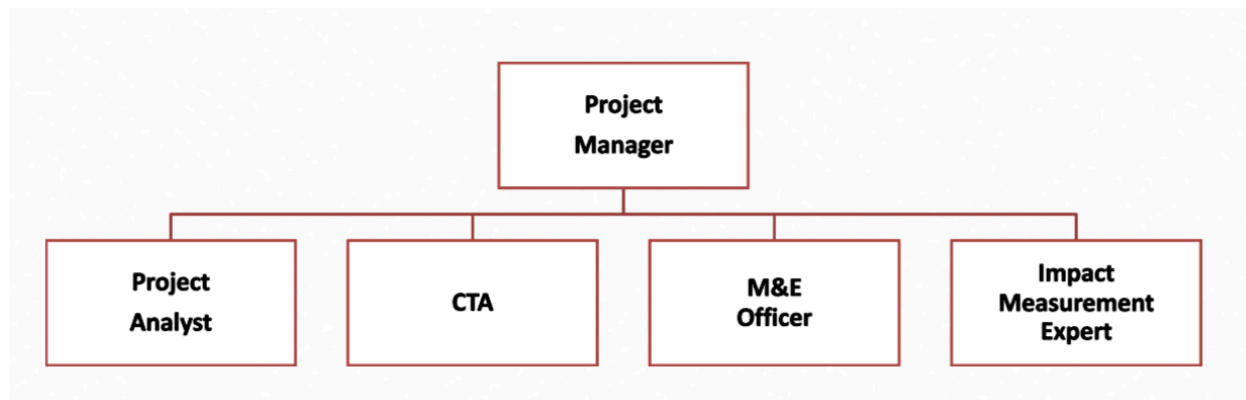 Project
Manager
Project
Analyst
CTA
M&E
Officer
Impact
Measurement
Expert